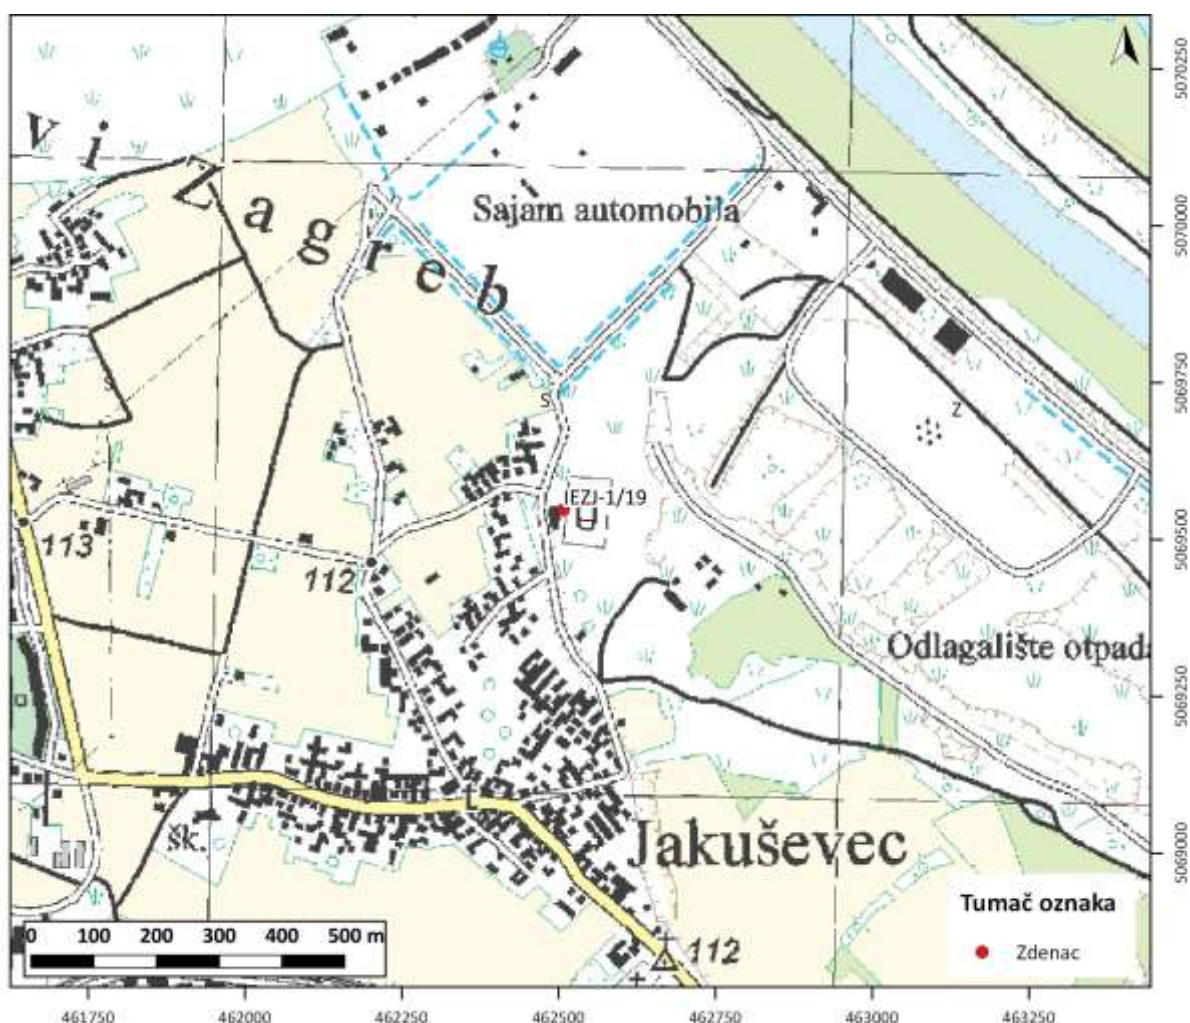 5070250
V i Zagreb
Sajam automobila
5070000
5069750
S
S
Z
IEZJ-1/19
5069500
113
112
Odlagalište otpada
5069250
Jakuševec
šk.
5069000
Tumač oznaka
Zdenac
0 100 200 300 400 500 m
112
461750 462000 462250 462500 462750 463000 463250